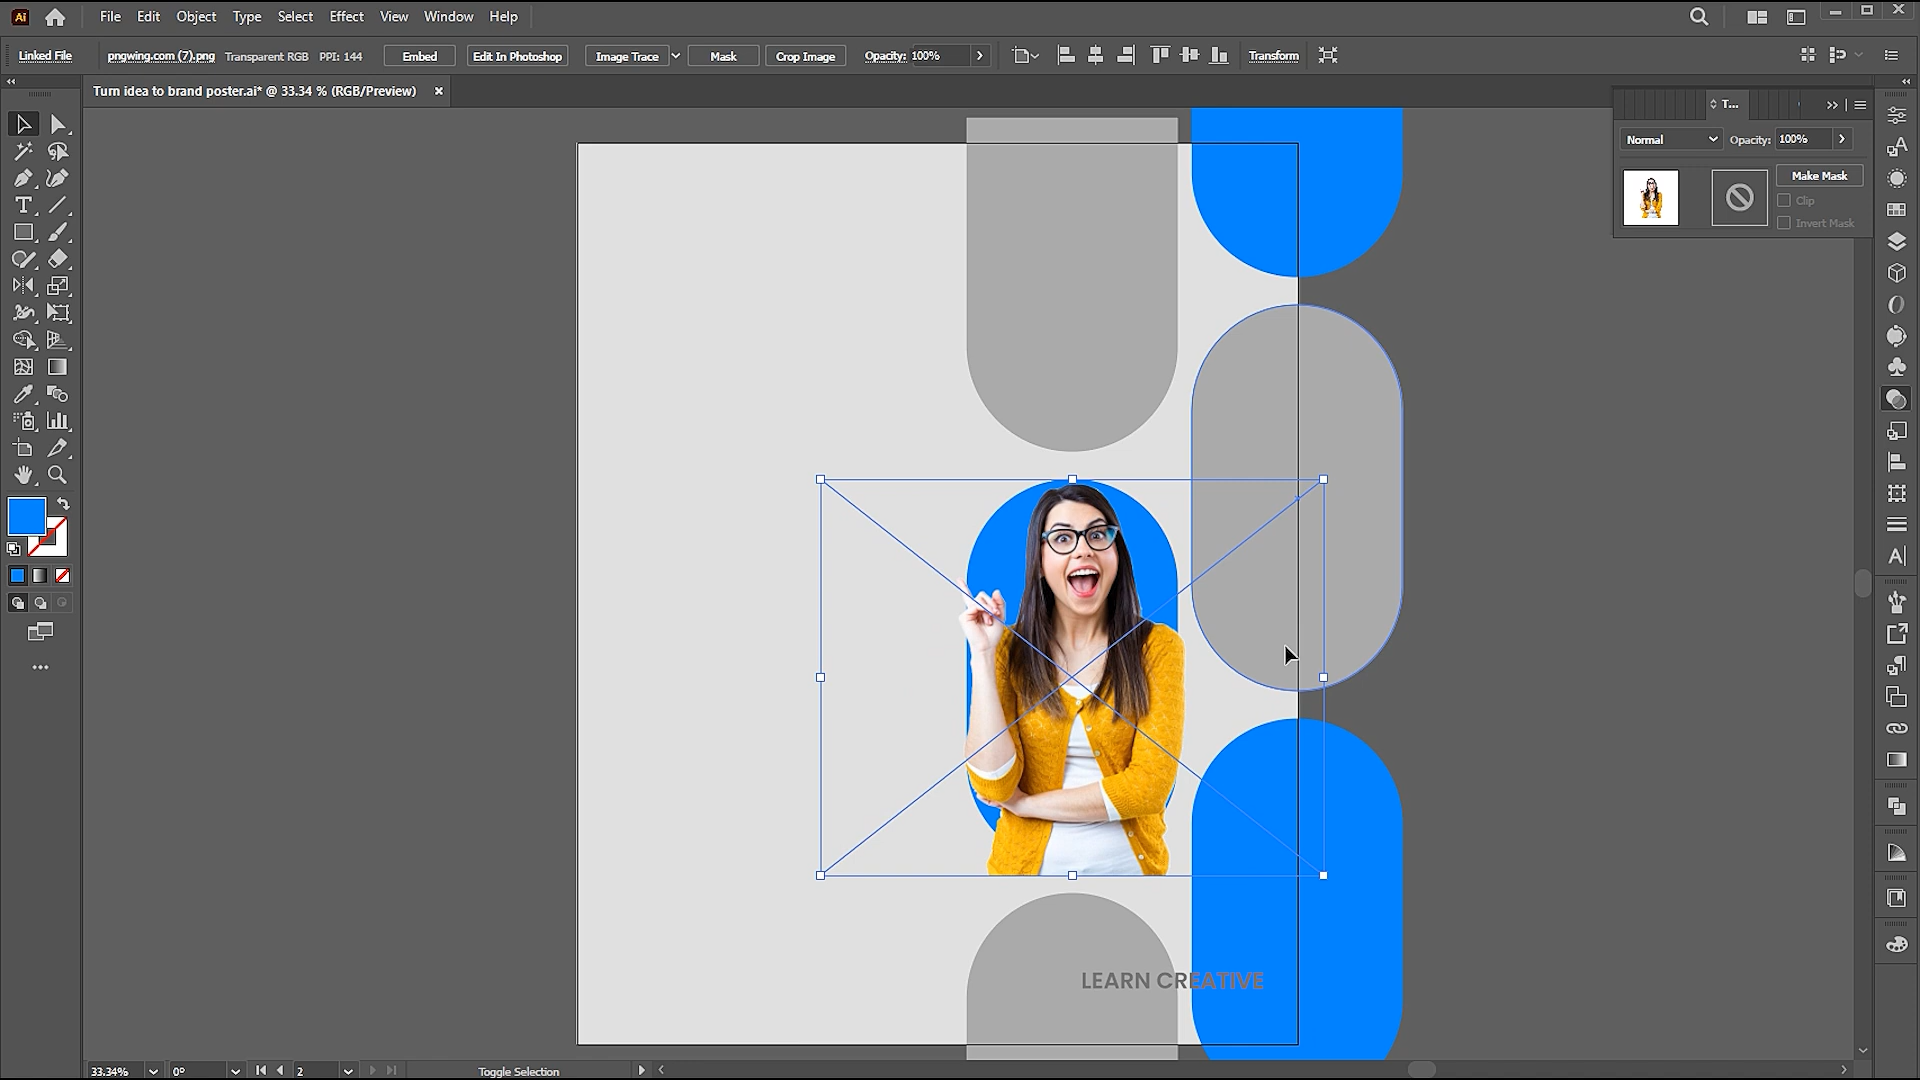 Ai File Edit Object Type Select Effect View Window Help
Linked File pngwing.com (7).png Transparent RGB PPI: 144 Embed Edit In Photoshop Image Trace Mask Crop Image Opacity: 100% Transform
Turn idea to brand poster.ai* @ 33.34 % (RGB/Preview) ×
T...
Normal Opacity: 100%
Make Mask
Clip
Invert Mask
LEARN CREATIVE
33.34% 0° 2 Toggle Selection